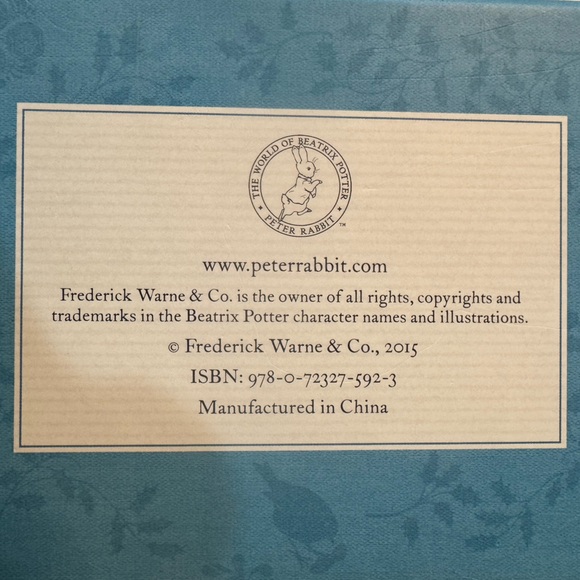 THE WORLD OF BEATRIX POTTER
PETER RABBIT
™
www.peterrabbit.com
Frederick Warne & Co. is the owner of all rights, copyrights and
trademarks in the Beatrix Potter character names and illustrations.
© Frederick Warne & Co., 2015
ISBN: 978-0-72327-592-3
Manufactured in China